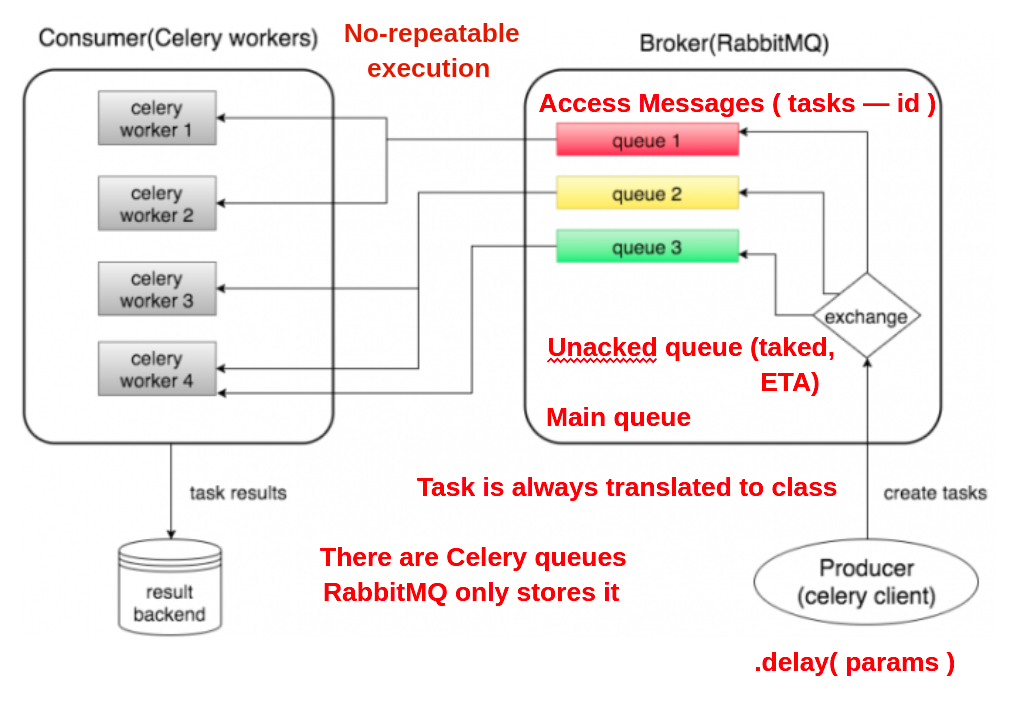 Consumer(Celery workers)
No-repeatable
execution
Broker(RabbitMQ)
celery
worker 1
celery
worker 2
celery
worker 3
celery
worker 4
Access Messages ( tasks — id )
queue 1
queue 2
queue 3
exchange
Unacked queue (taked,
ETA)
Main queue
task results
Task is always translated to class
create tasks
result
backend
There are Celery queues
RabbitMQ only stores it
Producer
(celery client)
.delay( params )